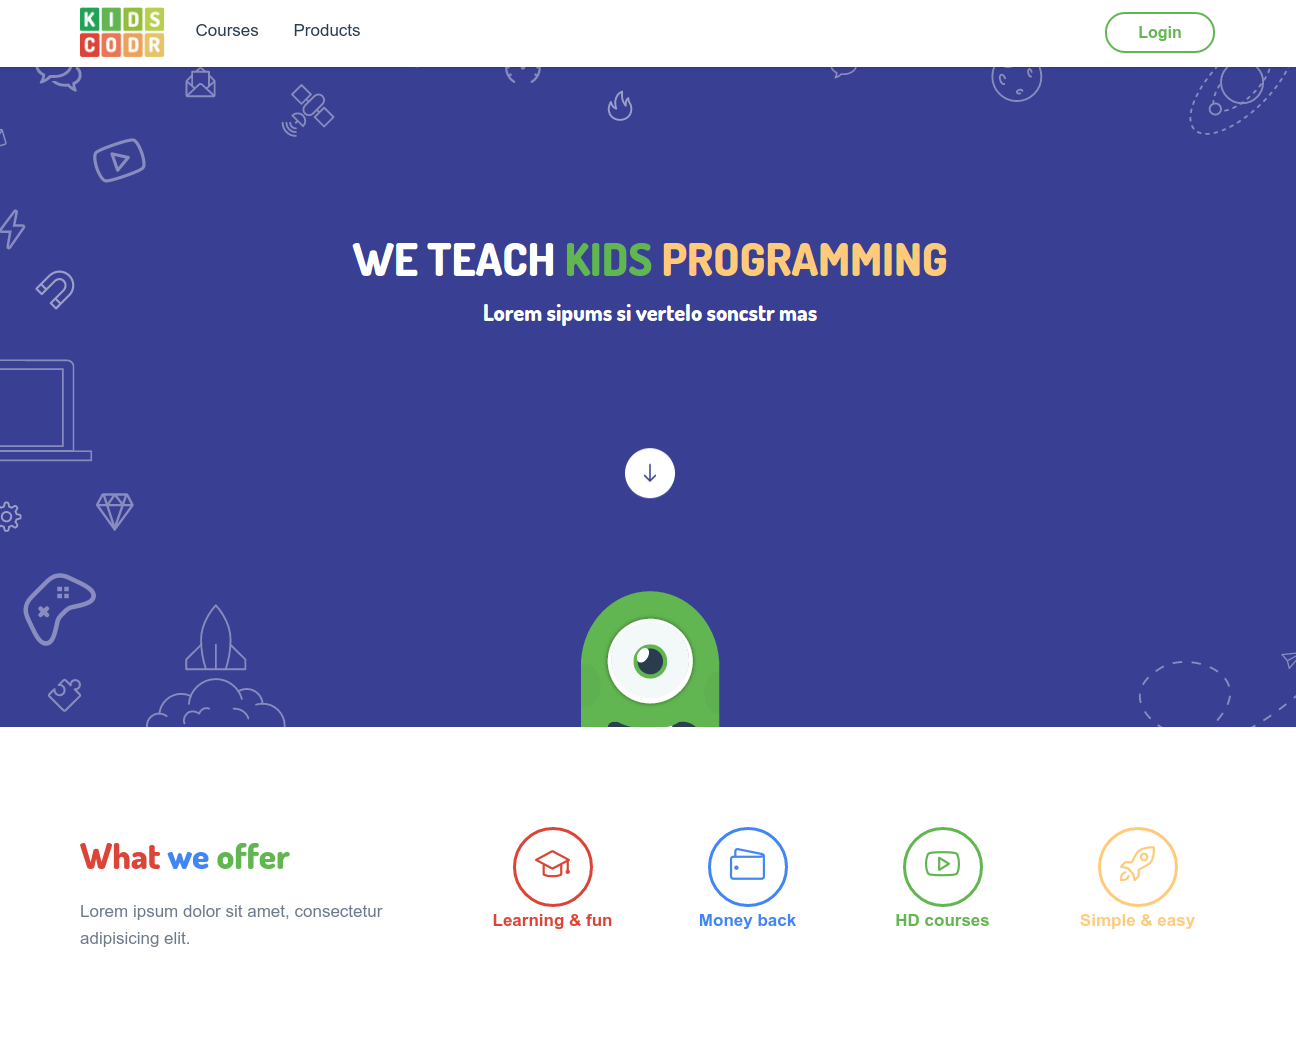 KIDS
CODR
Courses
Products
Login
WE TEACH KIDS PROGRAMMING
Lorem sipums si vertelo soncstr mas
What we offer
Lorem ipsum dolor sit amet, consectetur
adipisicing elit.
Learning & fun
Money back
HD courses
Simple & easy